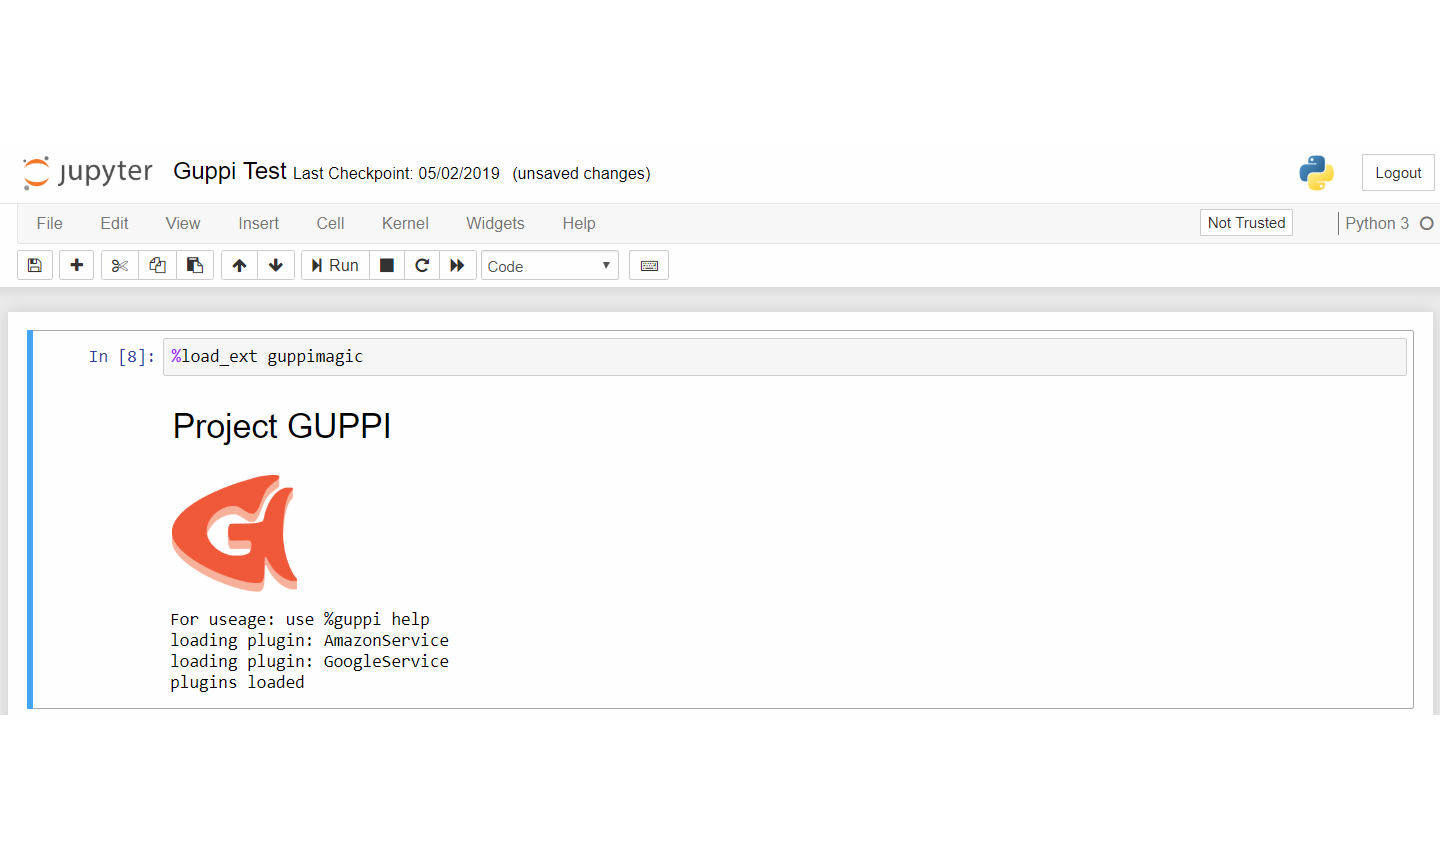 jupyter Guppi Test Last Checkpoint: 05/02/2019 (unsaved changes) Logout
File Edit View Insert Cell Kernel Widgets Help Not Trusted Python 3
Run Code
In [8]: %load_ext guppimagic
Project GUPPI
G
For useage: use %guppi help
loading plugin: AmazonService
loading plugin: GoogleService
plugins loaded